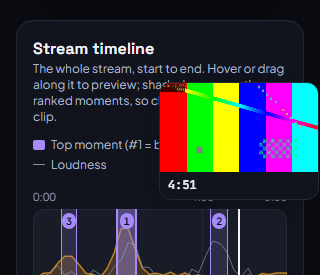 Stream timeline
The whole stream, start to end. Hover or drag
along it to preview;
ranked moments, so
clip.
Top moment (#1 =
Loudness
4:51
0:00
3
1
2